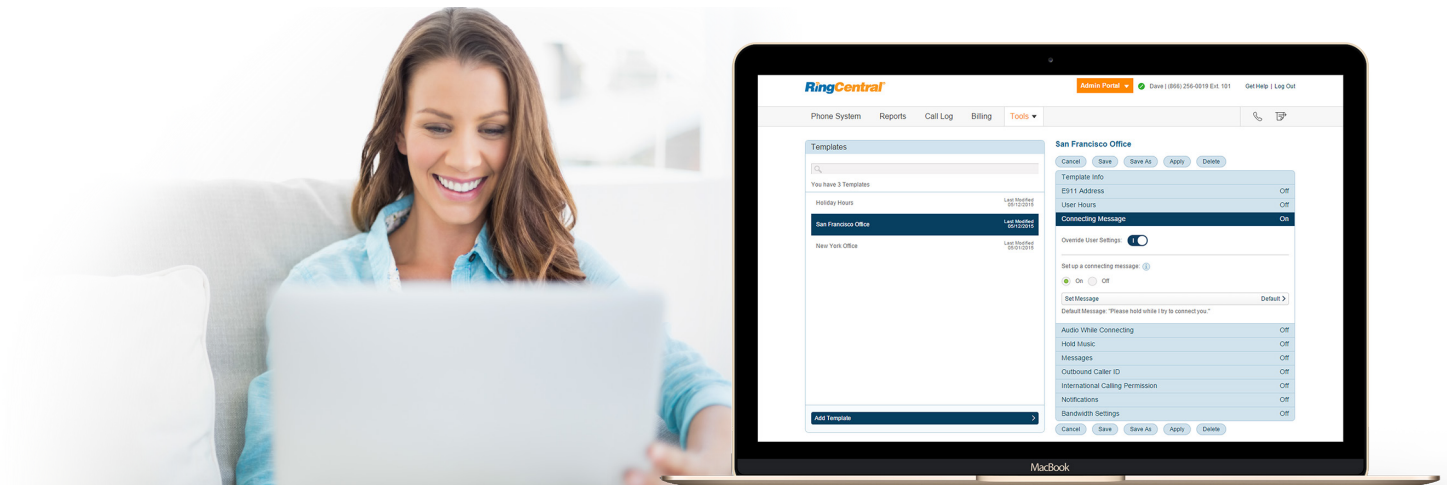 RingCentral
Admin Portal
Dave | (866) 256-0019 Ext. 101
Get Help | Log Out
Phone System
Reports
Call Log
Billing
Tools
Templates
You have 3 Templates
Holiday Hours
Last Modified
05/12/2015
San Francisco Office
Last Modified
05/12/2015
New York Office
Last Modified
05/01/2015
Add Template
San Francisco Office
Cancel
Save
Save As
Apply
Delete
Template Info
E911 Address Off
User Hours Off
Connecting Message On
Override User Settings:
Set up a connecting message:
On
Off
Set Message
Default >
Default Message: "Please hold while I try to connect you."
Audio While Connecting Off
Hold Music Off
Messages Off
Outbound Caller ID Off
International Calling Permission Off
Notifications Off
Bandwidth Settings Off
Cancel
Save
Save As
Apply
Delete
MacBook